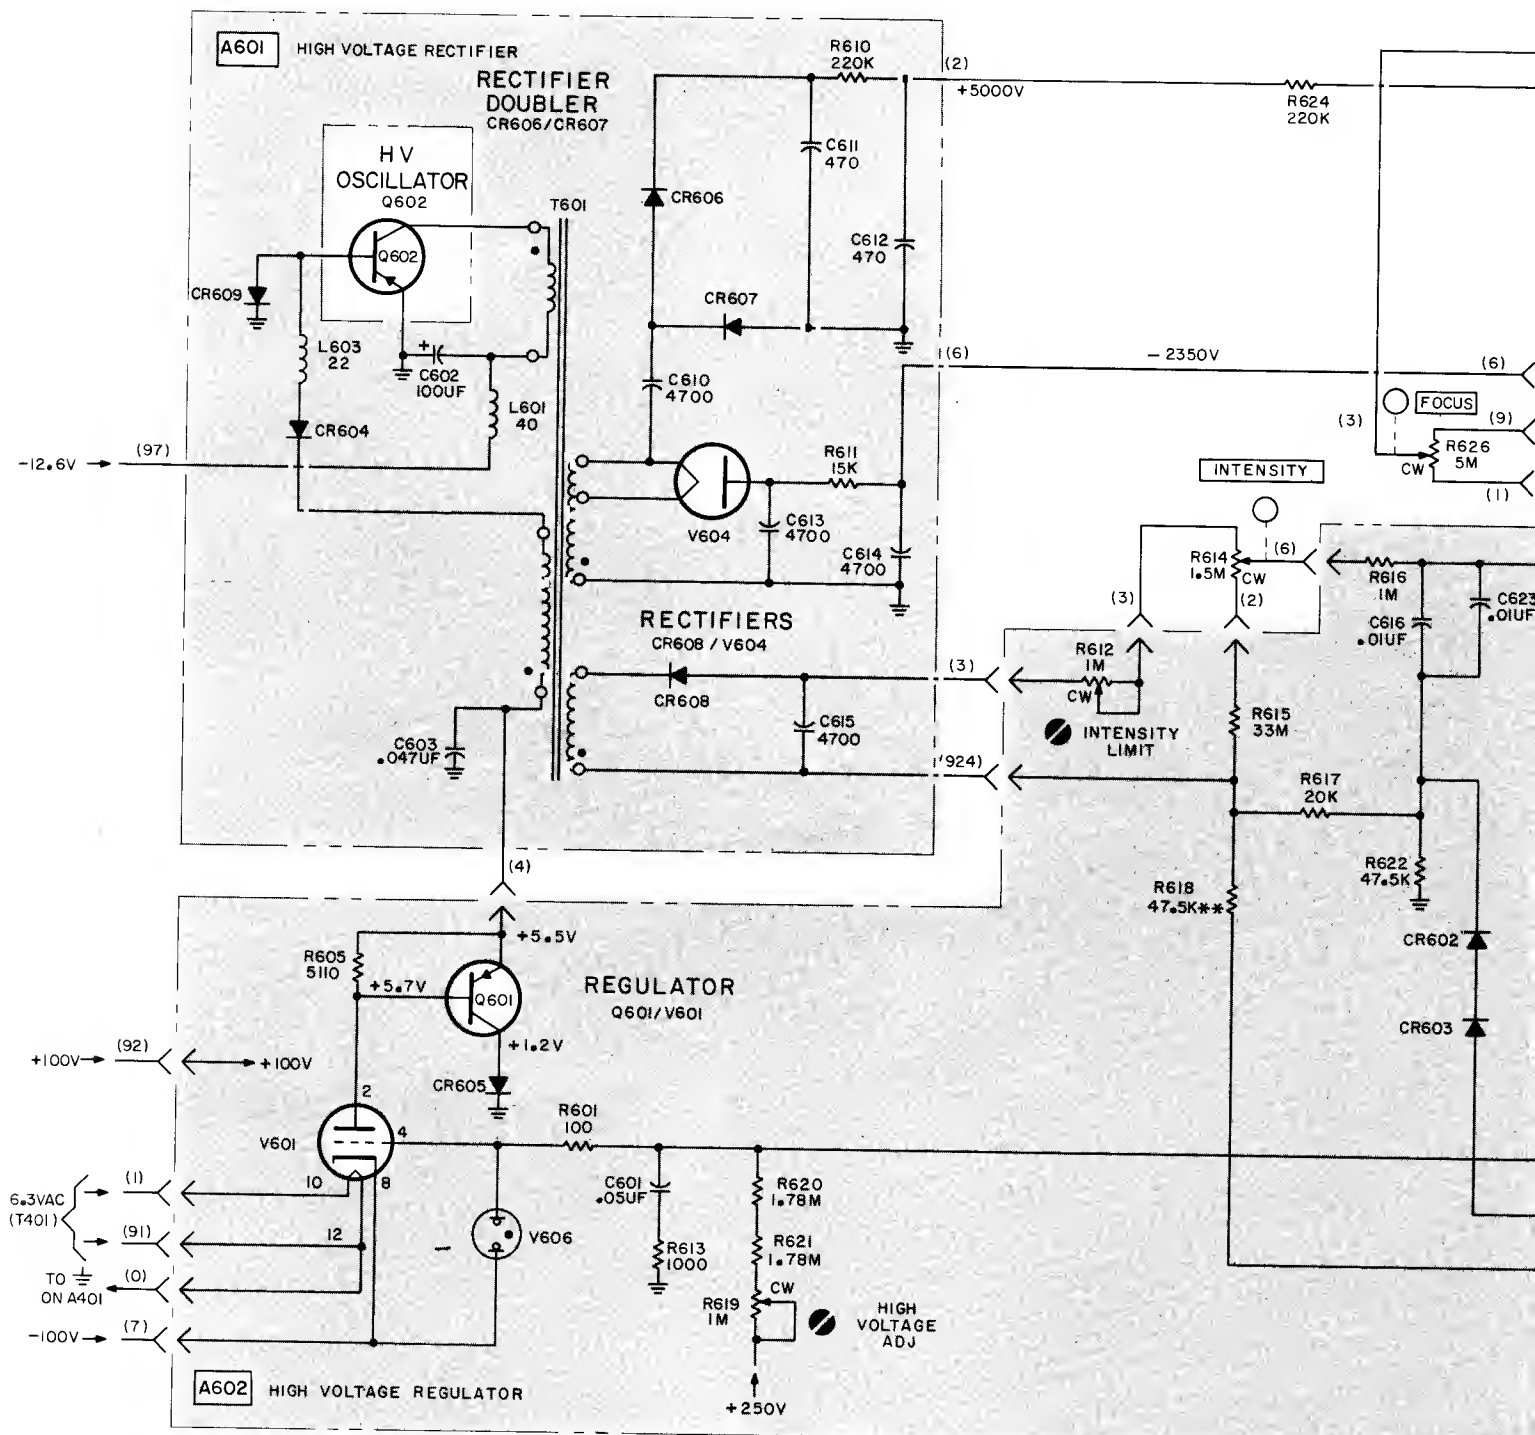 A601 HIGH VOLTAGE RECTIFIER
RECTIFIER
DOUBLER
CR606/CR607
R610
220K
(2)
+5000V
R624
220K
HV
OSCILLATOR
Q602
Q602
T601
C611
470
CR606
C612
470
CR609
CR607
L603
22
+
C602
100UF
L601
40
C610
4700
(6)
-2350V
(6)
FOCUS
(3)
(9)
R626
5M
CW
(1)
CR604
-12.6V
(97)
R611
15K
INTENSITY
V604
C613
4700
C614
4700
R614
1.5M
CW
(6)
R616
1M
C616
.01UF
C623
.01UF
(3)
(2)
RECTIFIERS
CR608 / V604
CR608
(3)
R612
1M
CW
INTENSITY
LIMIT
R615
33M
C603
.047UF
C615
4700
(924)
R617
20K
(4)
R618
47.5K**
R622
47.5K
CR602
CR603
+5.5V
R605
5110
+5.7V
Q601
REGULATOR
Q601/V601
+1.2V
+100V
(92)
+100V
CR605
2
V601
4
R601
100
10
8
6.3VAC
(T401)
(1)
(91)
12
C601
.05UF
R620
1.78M
V606
-
R613
1000
R621
1.78M
TO
ON A401
(0)
CW
R619
1M
HIGH
VOLTAGE
ADJ
-100V
(7)
+250V
A602 HIGH VOLTAGE REGULATOR